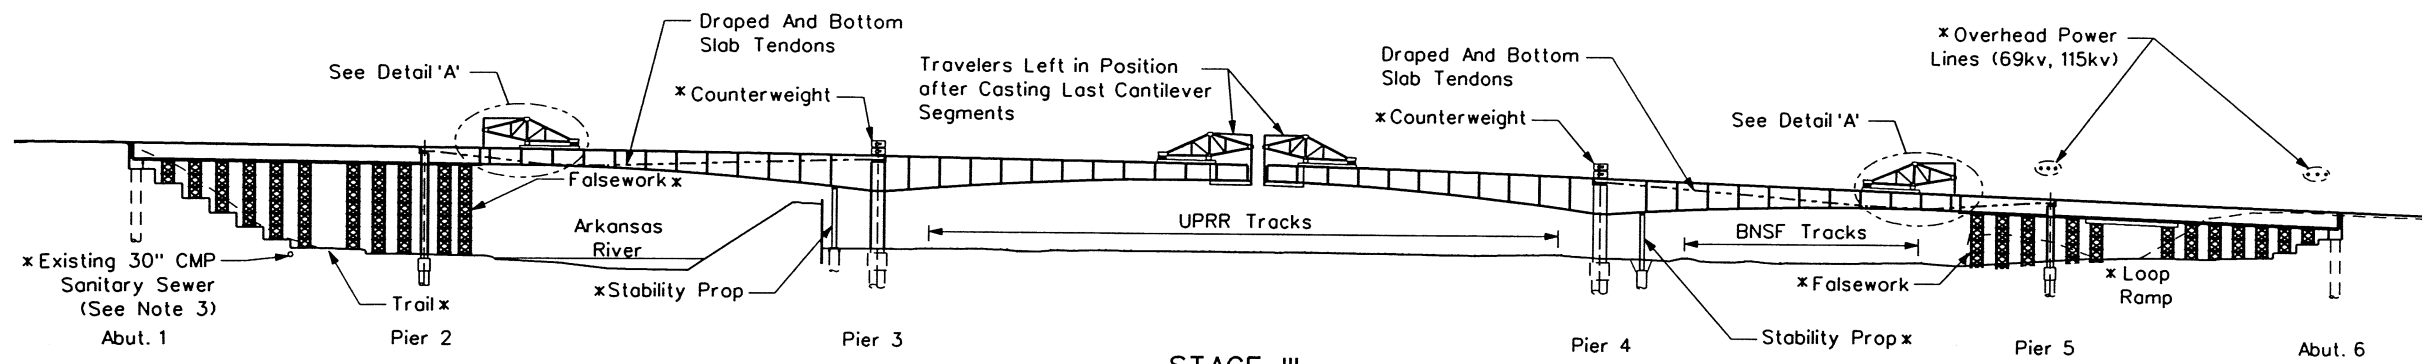 Draped And Bottom
Slab Tendons
See Detail 'A'
* Counterweight
Travelers Left in Position
after Casting Last Cantilever
Segments
Draped And Bottom
Slab Tendons
* Counterweight
* Overhead Power
Lines (69kv, 115kv)
See Detail 'A'
Falsework *
Arkansas
River
UPRR Tracks
BNSF Tracks
* Existing 30" CMP
Sanitary Sewer
(See Note 3)
Trail *
* Stability Prop
* Falsework
* Loop
Ramp
Stability Prop *
Abut. 1
Pier 2
Pier 3
Pier 4
Pier 5
Abut. 6
STAGE III